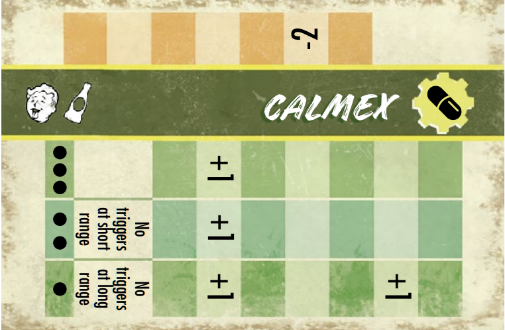 -2
CALMEX
+1
No
triggers
at short
range
+1
No
triggers
at long
range
+1
+1